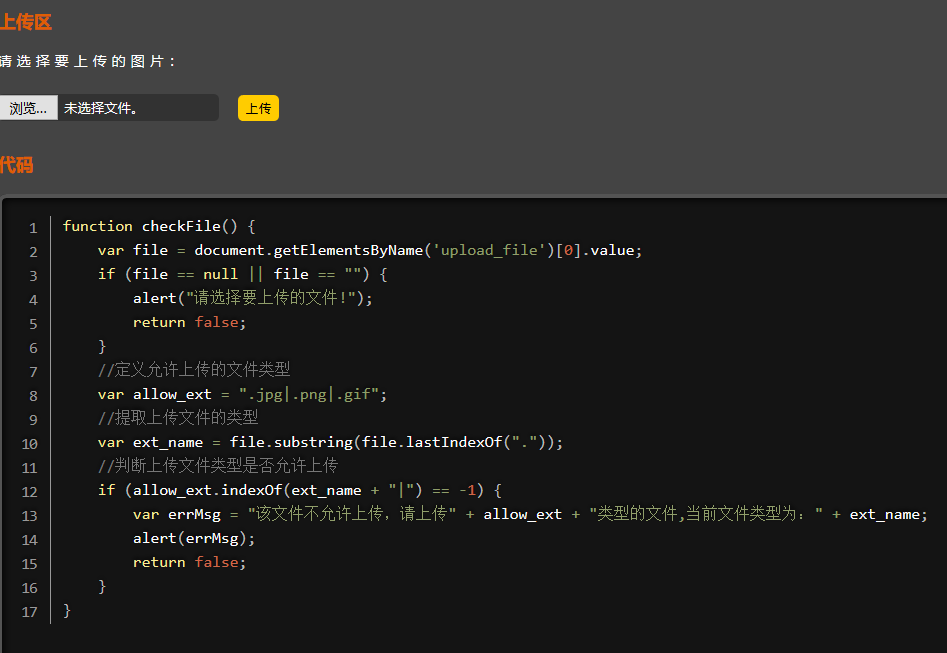 上传区
请选择要上传的图片：
浏览... 未选择文件。 上传
代码
1 function checkFile() {
2     var file = document.getElementsByName('upload_file')[0].value;
3     if (file == null || file == "") {
4         alert("请选择要上传的文件!");
5         return false;
6     }
7     //定义允许上传的文件类型
8     var allow_ext = ".jpg|.png|.gif";
9     //提取上传文件的类型
10     var ext_name = file.substring(file.lastIndexOf("."));
11     //判断上传文件类型是否允许上传
12     if (allow_ext.indexOf(ext_name + "|") == -1) {
13         var errMsg = "该文件不允许上传，请上传" + allow_ext + "类型的文件,当前文件类型为：" + ext_name;
14         alert(errMsg);
15         return false;
16     }
17 }